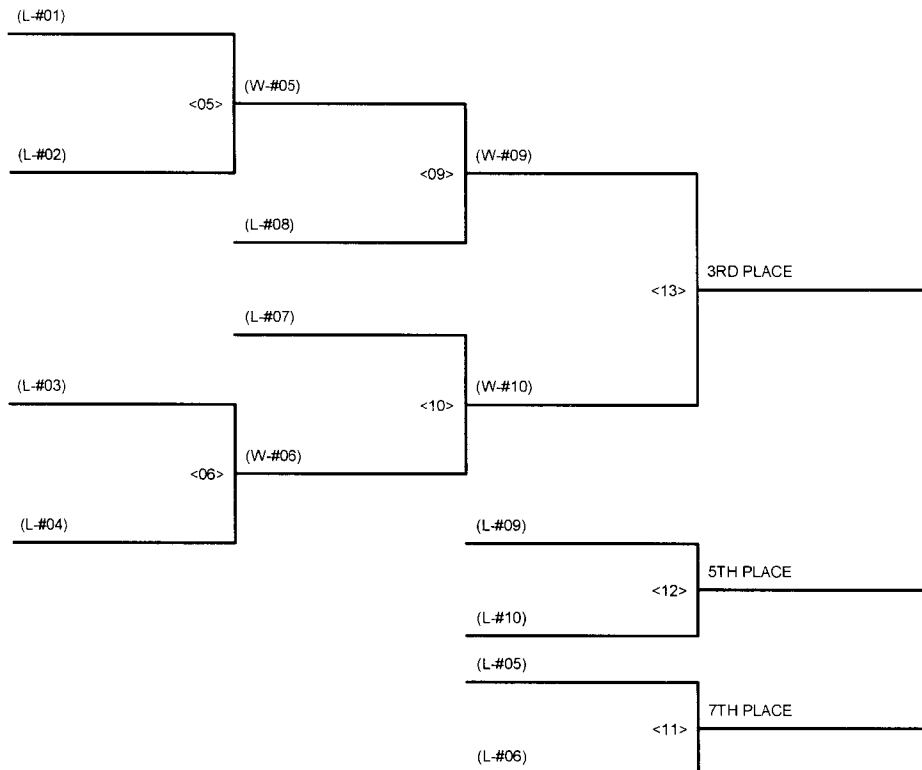 (L-#01)
(W-#05)
<05>
(L-#02)
(W-#09)
<09>
(L-#08)
3RD PLACE
<13>
(L-#07)
(L-#03)
(W-#10)
<10>
(W-#06)
<06>
(L-#04)
(L-#09)
5TH PLACE
<12>
(L-#10)
(L-#05)
7TH PLACE
<11>
(L-#06)